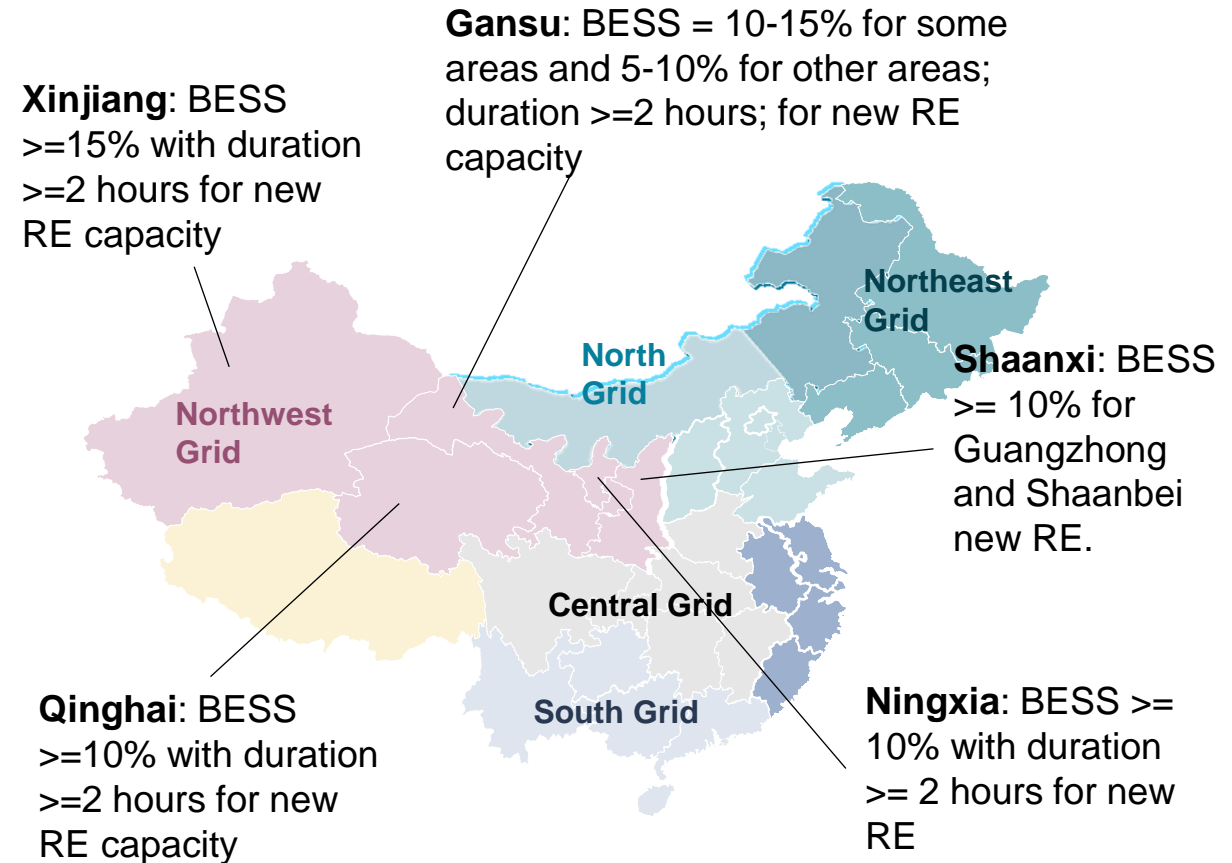 Gansu: BESS = 10-15% for some
areas and 5-10% for other areas;
duration >=2 hours; for new RE
capacity
Xinjiang: BESS
>=15% with duration
>=2 hours for new
RE capacity
Northeast
Grid
North
Grid
Shaanxi: BESS
>= 10% for
Guangzhong
and Shaanbei
new RE.
Northwest
Grid
Central Grid
South Grid
Qinghai: BESS
>=10% with duration
>=2 hours for new
RE capacity
Ningxia: BESS >=
10% with duration
>= 2 hours for new
RE